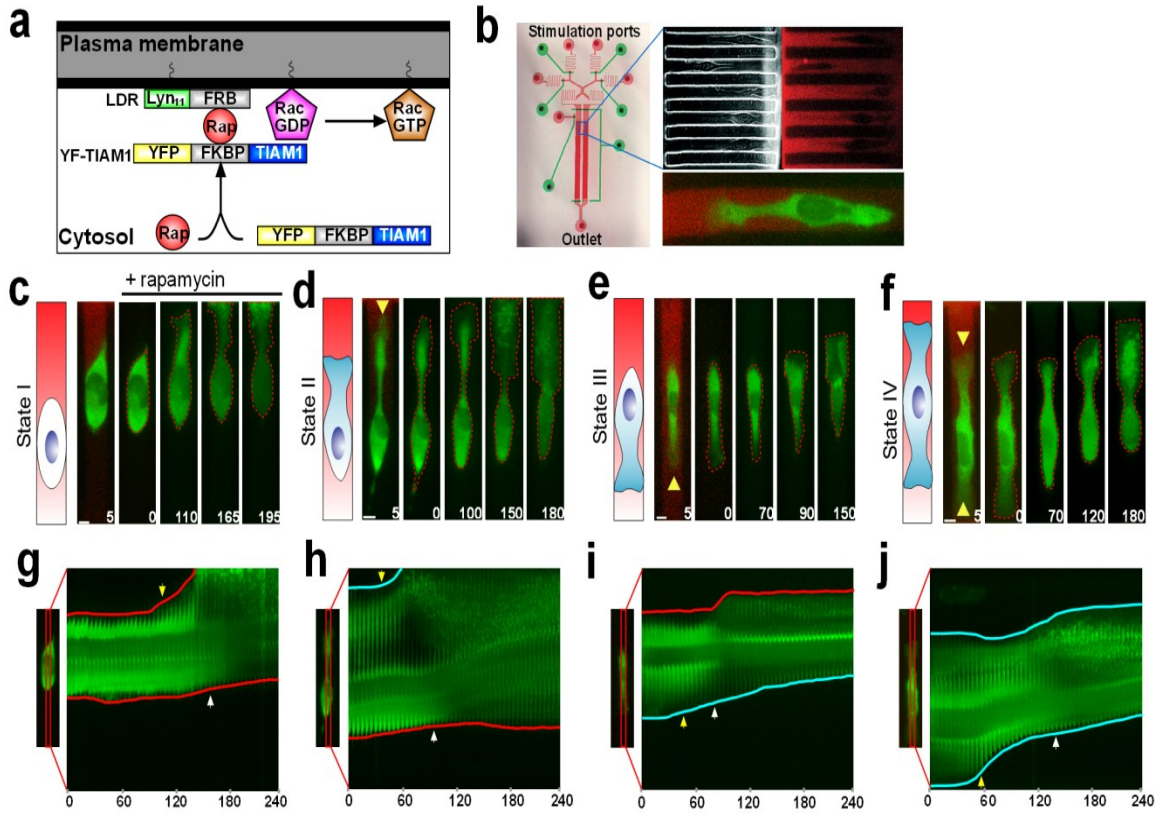 a
Plasma membrane
LDR Lyn11 FRB
Rac GDP
Rac GTP
Rap
YF-TIAM1 YFP FKBP TIAM1
Cytosol Rap YFP FKBP TIAM1
b
Stimulation ports
Outlet
+ rapamycin
c
State I
-5 0 110 165 195
d
State II
-5 0 100 150 180
e
State III
-5 0 70 90 150
f
State IV
-5 0 70 120 180
g
0 60 120 180 240
h
0 60 120 180 240
i
0 60 120 180 240
j
0 60 120 180 240